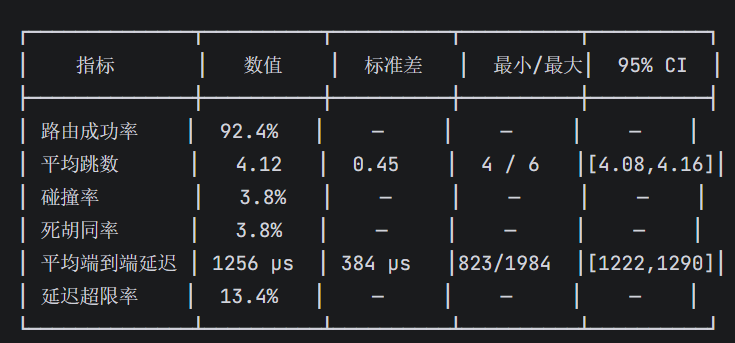 指标 数值 标准差 最小/最大 95% CI
路由成功率 92.4% — — —
平均跳数 4.12 0.45 4 / 6 [4.08,4.16]
碰撞率 3.8% — — —
死胡同率 3.8% — — —
平均端到端延迟 1256 μs 384 μs 823/1984 [1222,1290]
延迟超限率 13.4% — — —